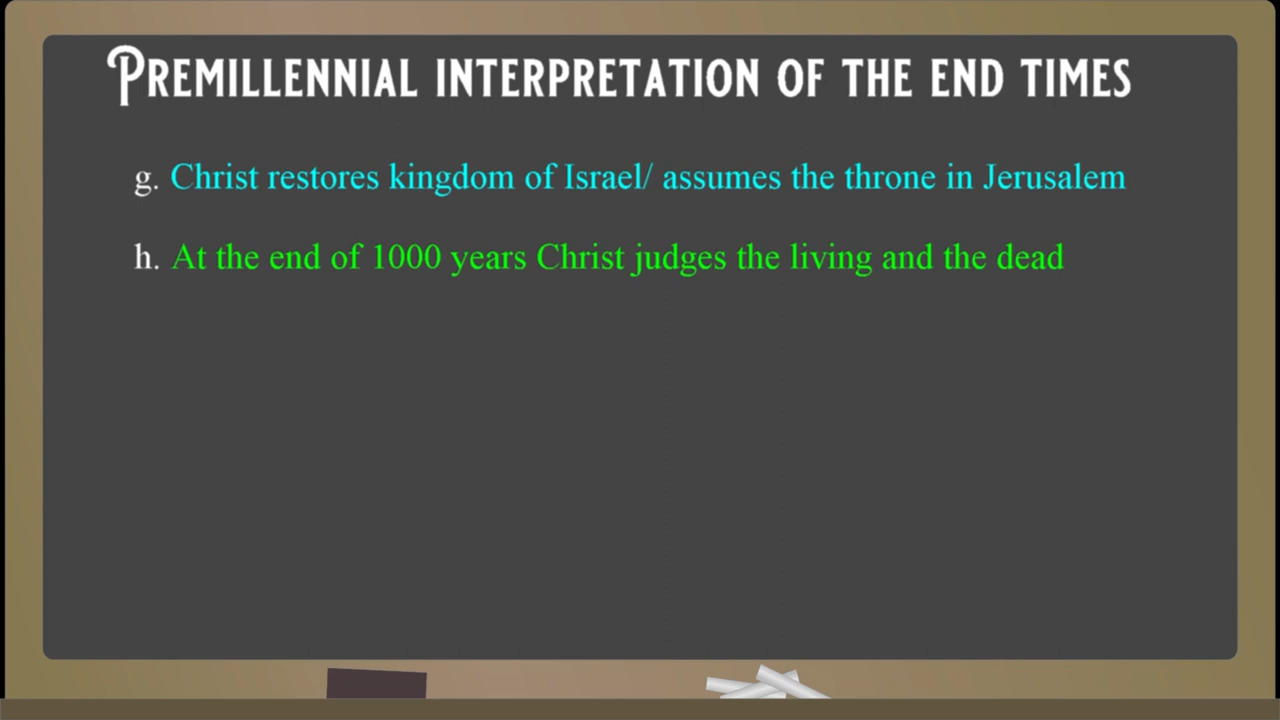 Premillennial interpretation of the end times
g. Christ restores kingdom of Israel/ assumes the throne in Jerusalem
h. At the end of 1000 years Christ judges the living and the dead